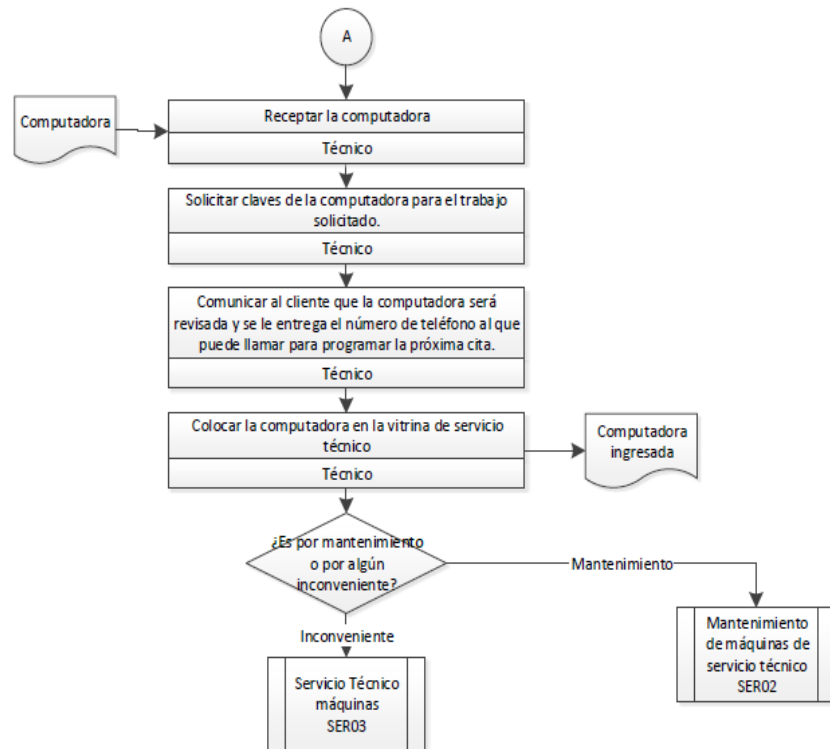 A
Computadora
Receptar la computadora
Técnico
Solicitar claves de la computadora para el trabajo
solicitado.
Técnico
Comunicar al cliente que la computadora será
revisada y se le entrega el número de teléfono al que
puede llamar para programar la próxima cita.
Técnico
Colocar la computadora en la vitrina de servicio
técnico
Técnico
Computadora
ingresada
¿Es por mantenimiento
o por algún
inconveniente?
Mantenimiento
Inconveniente
Mantenimiento
de máquinas de
servicio técnico
SER02
Servicio Técnico
máquinas
SER03